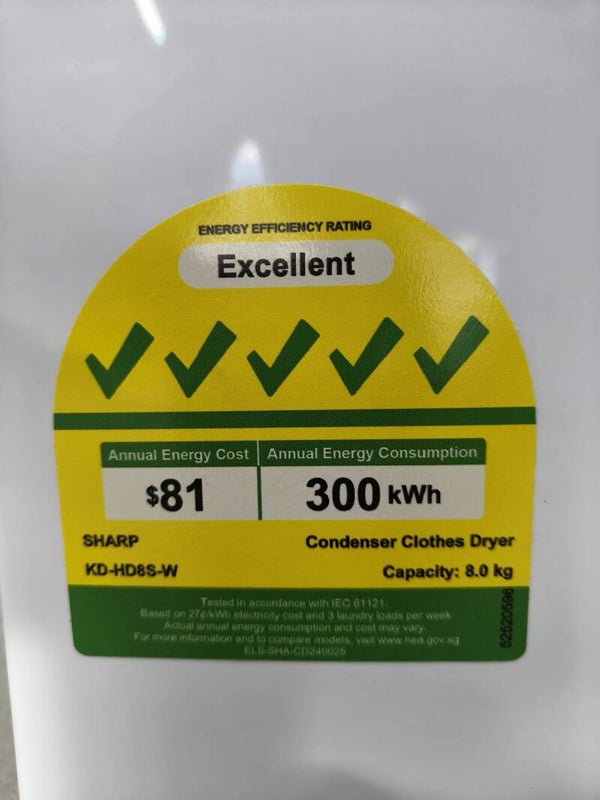 ENERGY EFFICIENCY RATING
Excellent
Annual Energy Cost
$81
Annual Energy Consumption
300 kWh
SHARP
Condenser Clothes Dryer
KD-HD8S-W
Capacity: 8.0 kg
Tested in accordance with IEC 61121.
Based on 27¢/kWh electricity cost and 3 laundry loads per week
Actual annual energy consumption and cost may vary.
For more information and to compare models, visit www.nea.gov.sg
ELS-SHA-CD240025
52520596